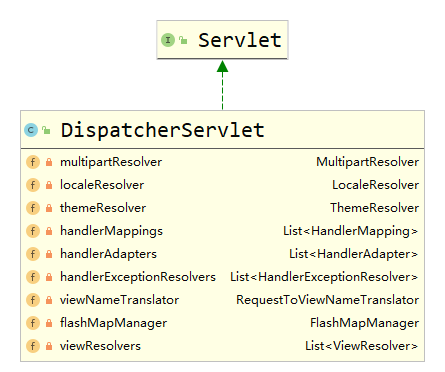 I Servlet
C DispatcherServlet
f multipartResolver MultipartResolver
f localeResolver LocaleResolver
f themeResolver ThemeResolver
f handlerMappings List<HandlerMapping>
f handlerAdapters List<HandlerAdapter>
f handlerExceptionResolvers List<HandlerExceptionResolver>
f viewNameTranslator RequestToViewNameTranslator
f flashMapManager FlashMapManager
f viewResolvers List<ViewResolver>